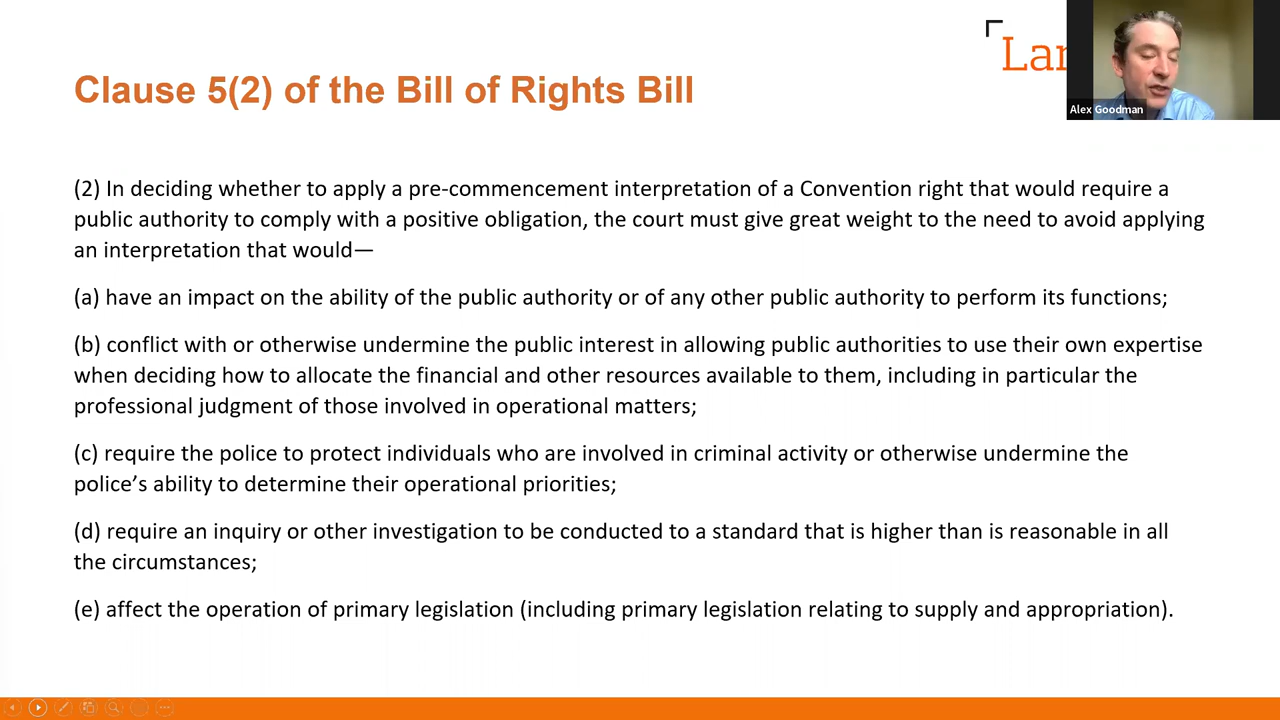 Clause 5(2) of the Bill of Rights Bill
Lan
Alex Goodman
(2) In deciding whether to apply a pre-commencement interpretation of a Convention right that would require a
public authority to comply with a positive obligation, the court must give great weight to the need to avoid applying
an interpretation that would—
(a) have an impact on the ability of the public authority or of any other public authority to perform its functions;
(b) conflict with or otherwise undermine the public interest in allowing public authorities to use their own expertise
when deciding how to allocate the financial and other resources available to them, including in particular the
professional judgment of those involved in operational matters;
(c) require the police to protect individuals who are involved in criminal activity or otherwise undermine the
police’s ability to determine their operational priorities;
(d) require an inquiry or other investigation to be conducted to a standard that is higher than is reasonable in all
the circumstances;
(e) affect the operation of primary legislation (including primary legislation relating to supply and appropriation).